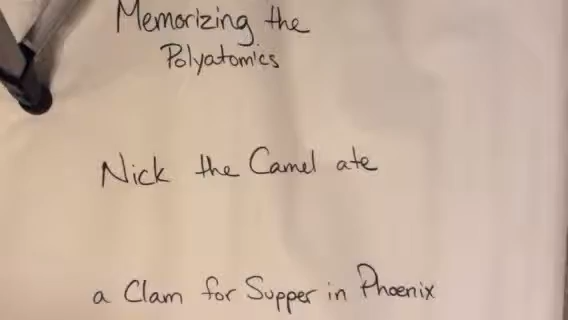 Memorizing the
Polyatomics
Nick the Camel ate
a Clam for Supper in Phoenix